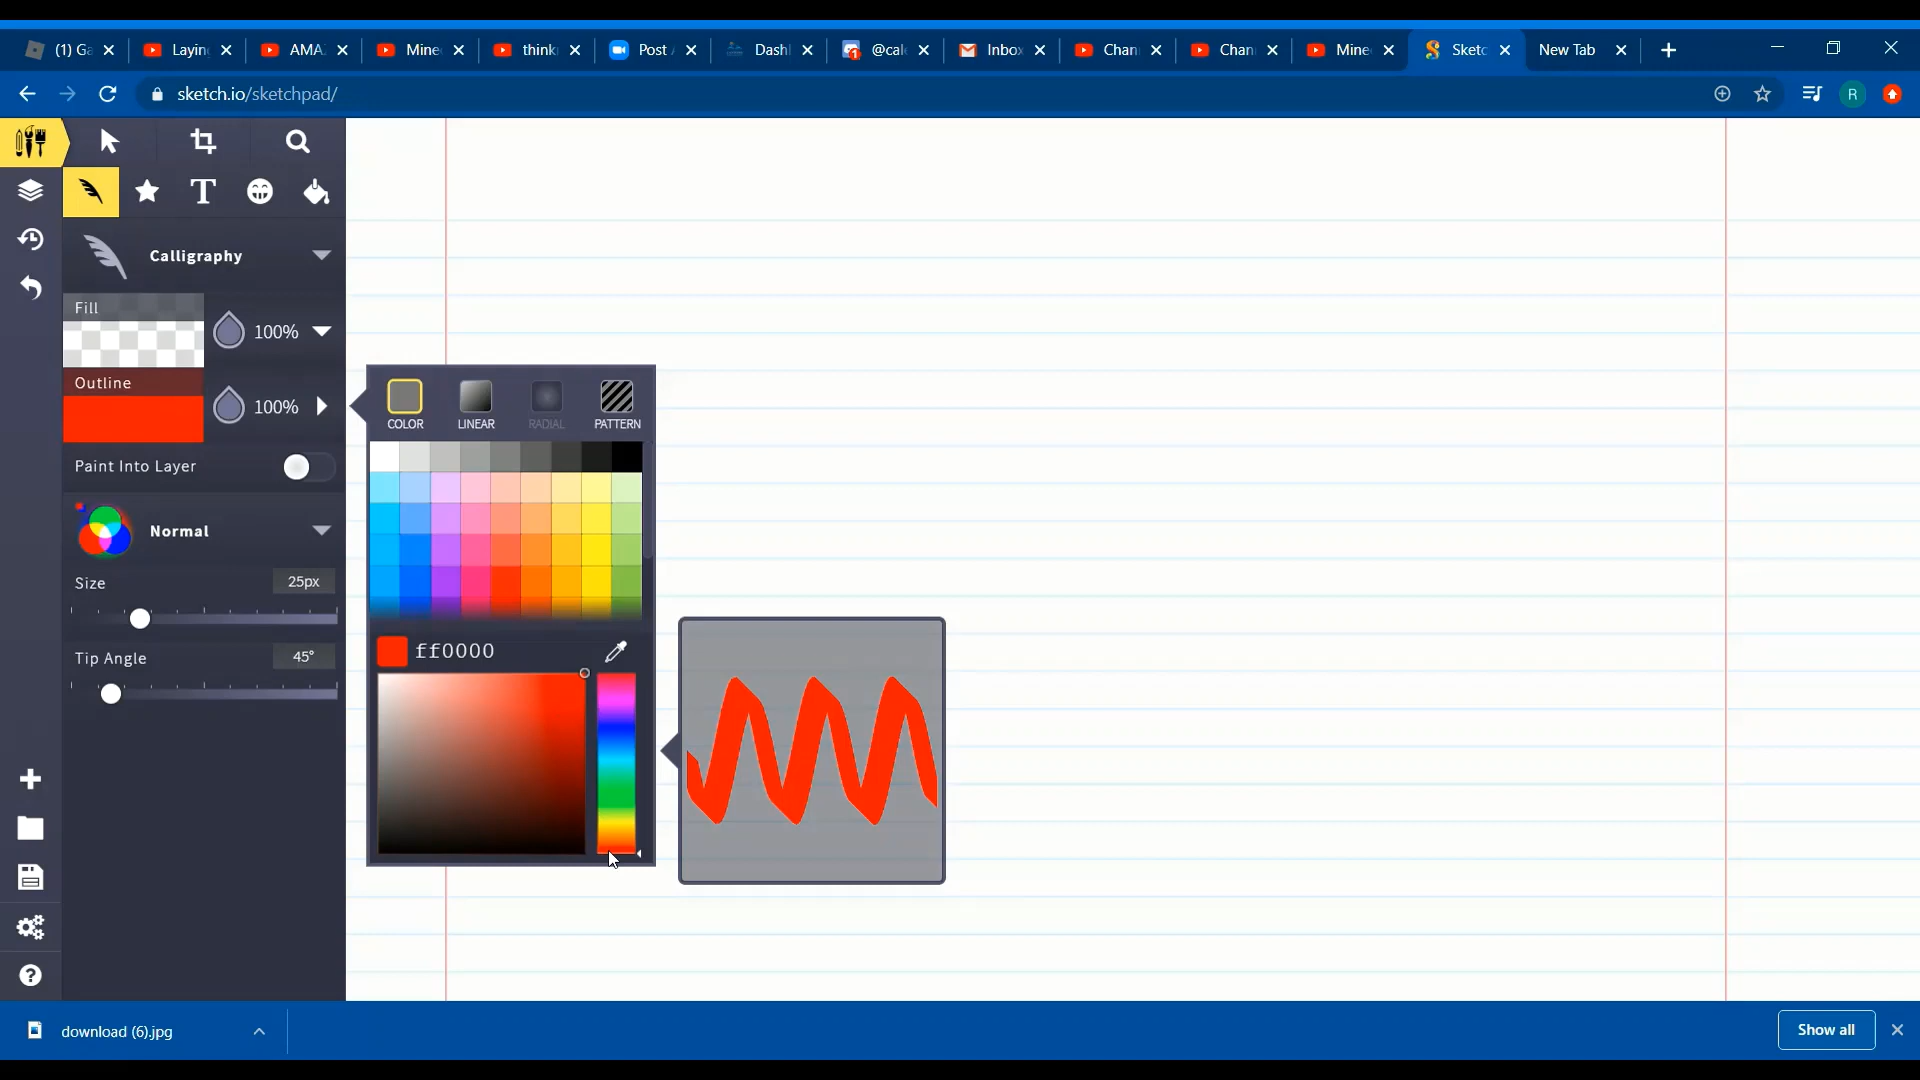 (1) Ga
Layin
AMA
Mine
think
Post
Dashl
@cal
Inbox
Chan
Chan
Mine
Sketc
New Tab
sketch.io/sketchpad/
R
T
Calligraphy
Fill
100%
Outline
100%
COLOR
LINEAR
RADIAL
PATTERN
Paint Into Layer
Normal
Size
25px
ff0000
Tip Angle
45°
download (6).jpg
Show all